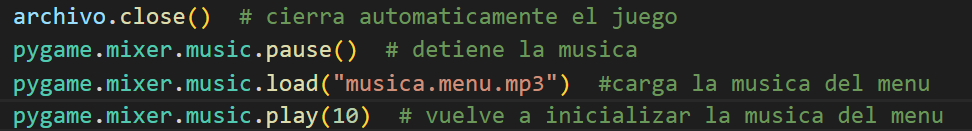 archivo.close()  # cierra automaticamente el juego
pygame.mixer.music.pause()  # detiene la musica
pygame.mixer.music.load("musica.menu.mp3")  #carga la musica del menu
pygame.mixer.music.play(10)  # vuelve a inicializar la musica del menu